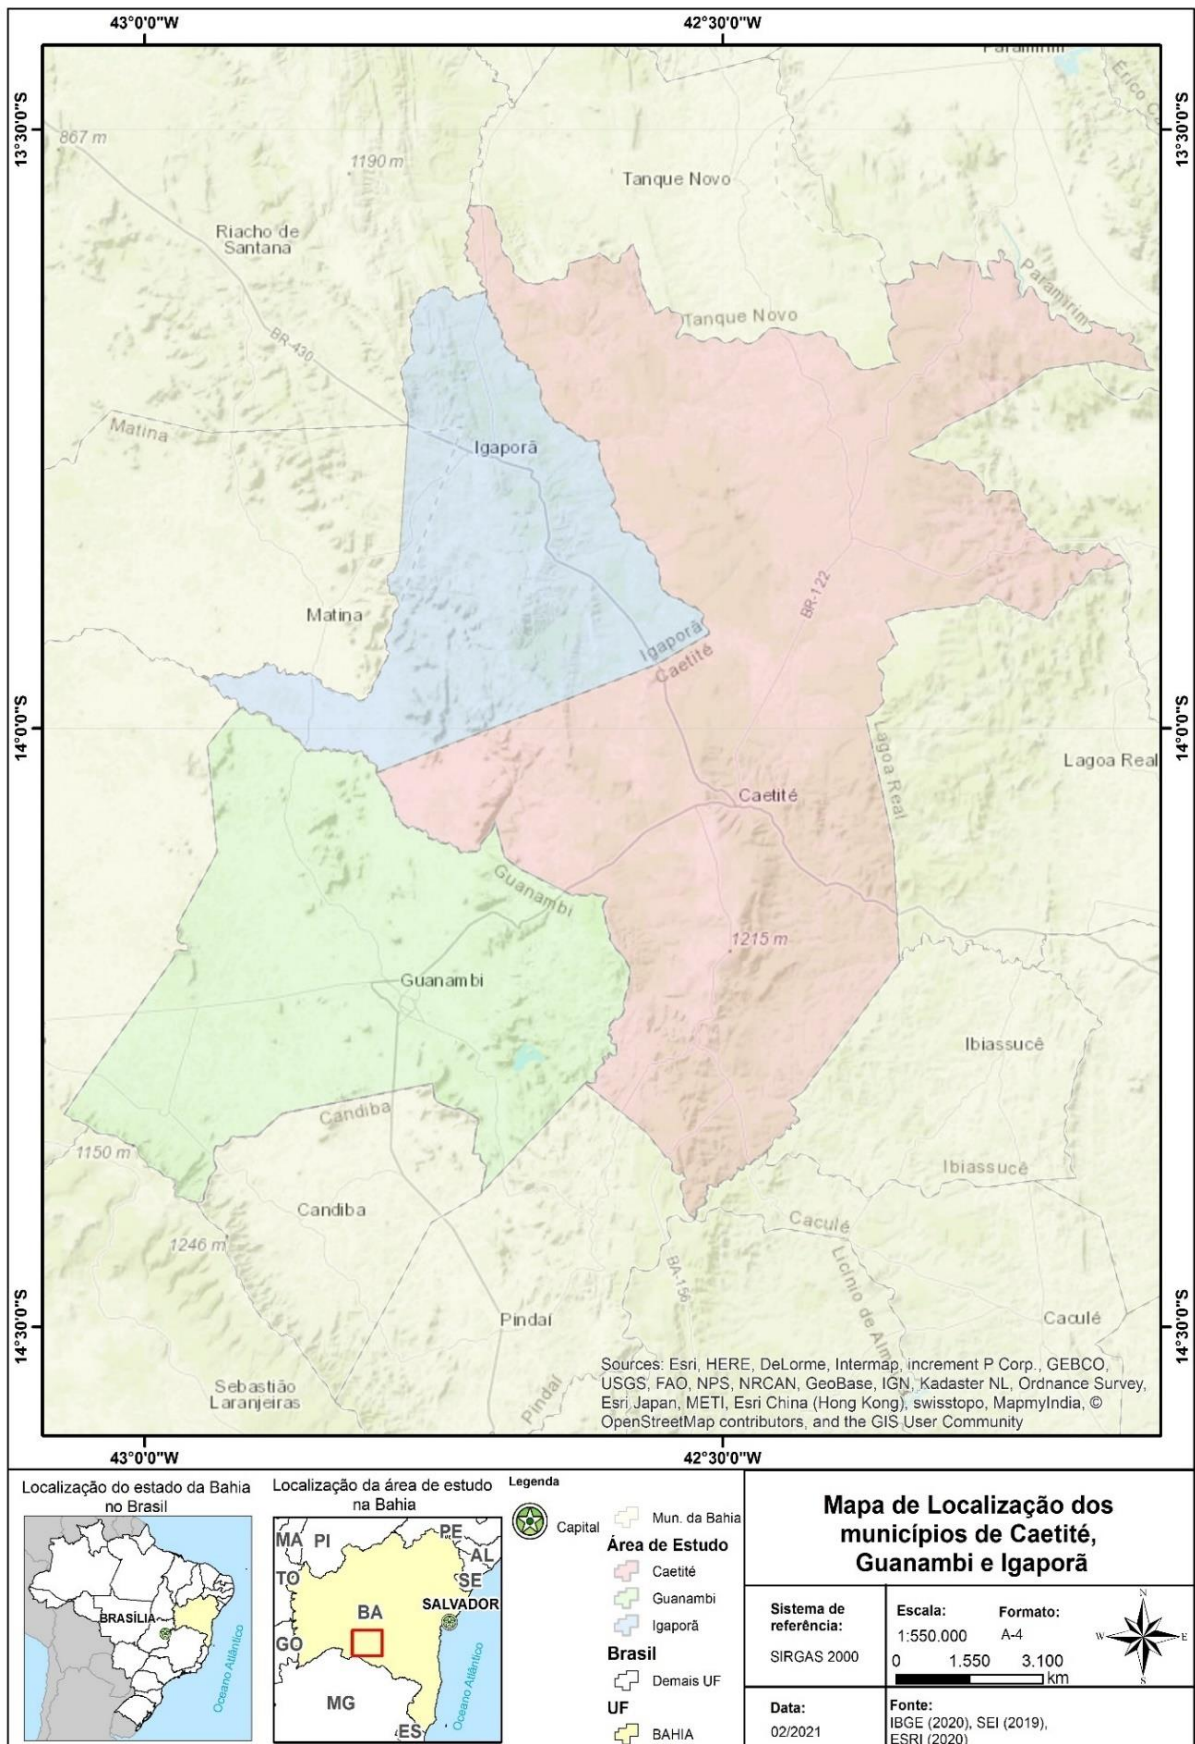 43°0'0"W
42°30'0"W
Paramirim
Érico C
13°30'0"S
13°30'0"S
867 m
1190 m
Tanque Novo
Riacho de
Santana
Paramirim
Tanque Novo
BR-430
Matina
Igaporã
BR-122
Matina
Igaporã
Caetité
14°0'0"S
14°0'0"S
Lagoa Real
Lagoa Real
Caetité
Guanambi
1215 m
Guanambi
Ibiassucê
Candiba
1150 m
Ibiassucê
Candiba
Caculé
1246 m
Licínio de Alm
BA-156
Pindaí
Caculé
14°30'0"S
14°30'0"S
Sebastião
Laranjeiras
Pindaí
Sources: Esri, HERE, DeLorme, Intermap, increment P Corp., GEBCO,
USGS, FAO, NPS, NRCAN, GeoBase, IGN, Kadaster NL, Ordnance Survey,
Esri Japan, METI, Esri China (Hong Kong), swisstopo, MapmyIndia, ©
OpenStreetMap contributors, and the GIS User Community
43°0'0"W
42°30'0"W
Localização do estado da Bahia
no Brasil
BRASÍLIA
Oceano Atlântico
Localização da área de estudo
na Bahia
MA
PI
PE
AL
TO
SE
SALVADOR
BA
GO
MG
ES
Oceano Atlântico
Legenda
Capital
Mun. da Bahia
Área de Estudo
Caetité
Guanambi
Igaporã
Brasil
Demais UF
UF
BAHIA
Mapa de Localização dos
municípios de Caetité,
Guanambi e Igaporã
Sistema de
referência:
SIRGAS 2000
Escala:
1:550.000
Formato:
A-4
0 1.550 3.100
km
N
W
E
S
Data:
02/2021
Fonte:
IBGE (2020), SEI (2019),
ESRI (2020)